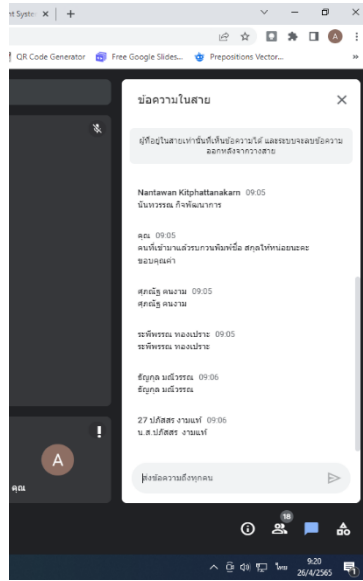 nt Syster
QR Code Generator
Free Google Slides...
Prepositions Vector...
»
A
ข้อความในสาย
ผู้ที่อยู่ในสายเท่านั้นที่เห็นข้อความได้ และระบบจะลบข้อความ
ออกหลังจากวางสาย
Nantawan Kitphattanakarn 09:05
นันทวรรณ กิจพัฒนาการ
คุณ 09:05
คนที่เข้ามาแล้วรบกวนพิมพ์ชื่อ สกุลให้หน่อยนะคะ
ขอบคุณค่า
ศุภณัฐ คนงาม 09:05
ศุภณัฐ คนงาม
ระพีพรรณ ทองเปราะ 09:05
ระพีพรรณ ทองเปราะ
ธัญกุล มณีวรรณ 09:06
ธัญกุล มณีวรรณ
27 ปภัสสร งามแท้ 09:06
น.ส.ปภัสสร งามแท้
A
คุณ
ส่งข้อความถึงทุกคน
18
ไทย
9:20
26/4/2565